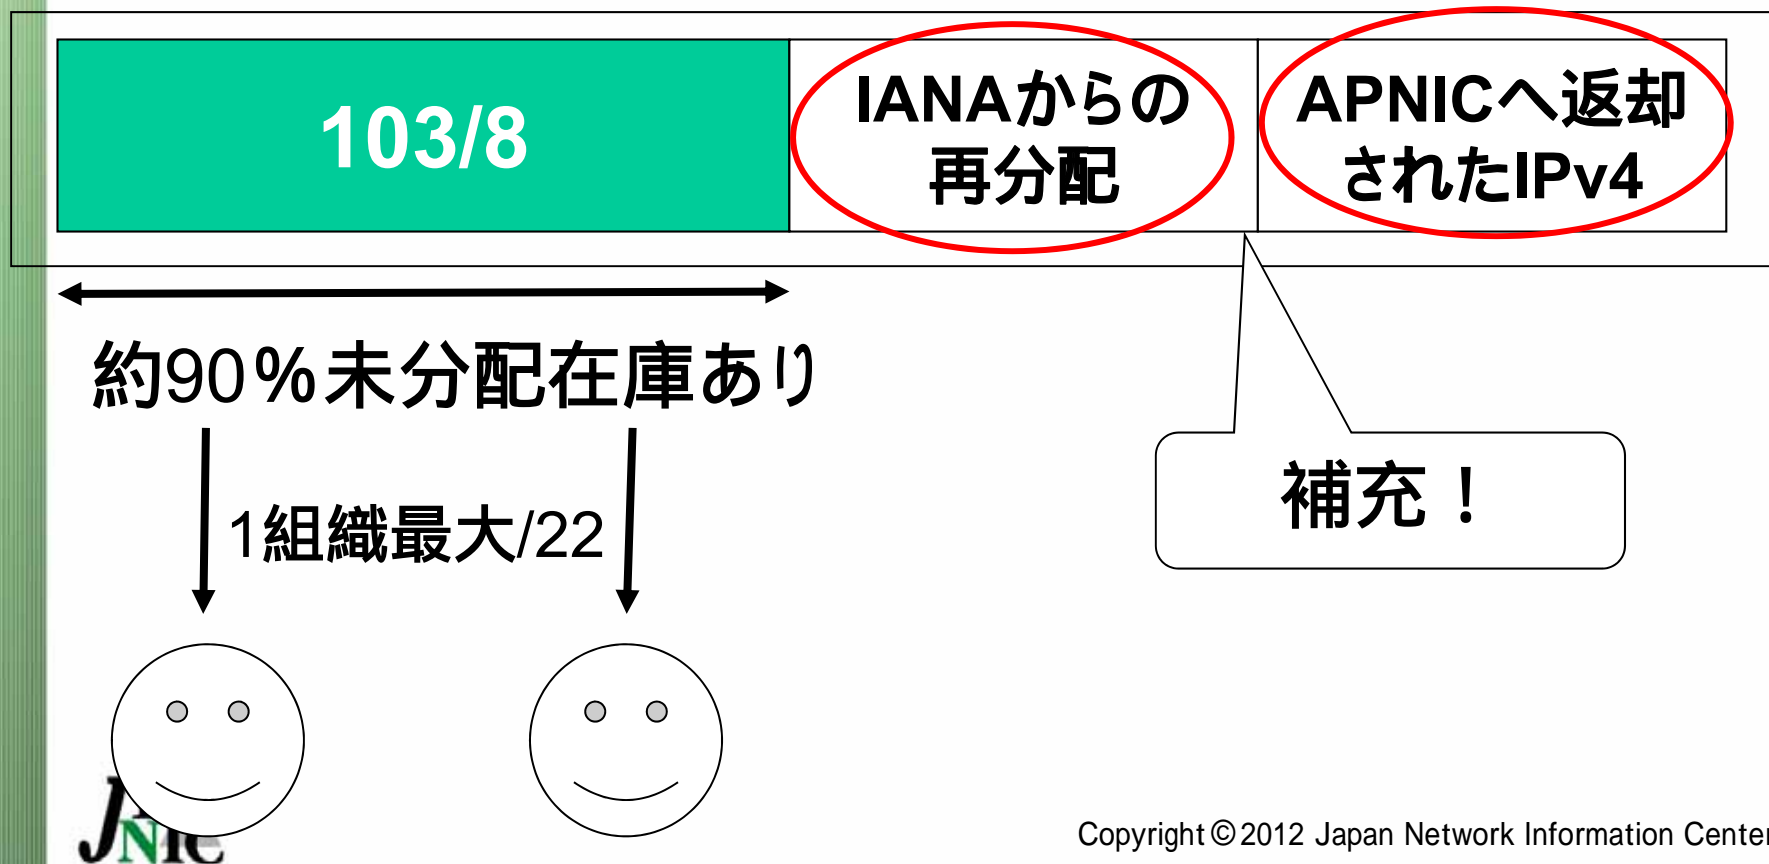 103/8
IANAからの
再分配
APNICへ返却
されたIPv4
約90%未分配在庫あり
1組織最大/22
補充！
JPNIC
Copyright © 2012 Japan Network Information Center